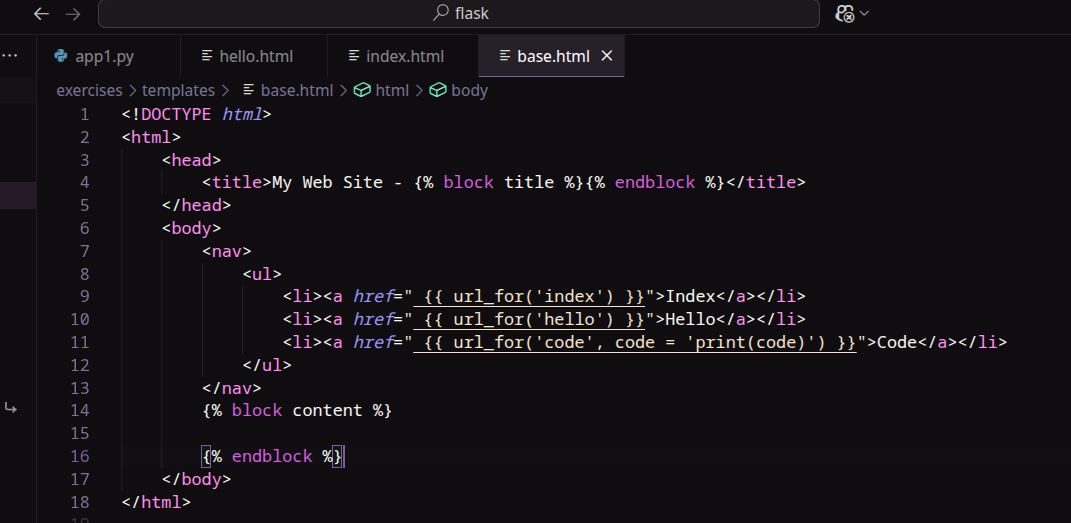 flask
app1.py hello.html index.html base.html
exercises > templates > base.html > html > body
1 <!DOCTYPE html>
2 <html>
3     <head>
4         <title>My Web Site - {% block title %}{% endblock %}</title>
5     </head>
6     <body>
7         <nav>
8             <ul>
9                 <li><a href=" {{ url_for('index') }}">Index</a></li>
10                 <li><a href=" {{ url_for('hello') }}">Hello</a></li>
11                 <li><a href=" {{ url_for('code', code = 'print(code)') }}">Code</a></li>
12             </ul>
13         </nav>
14         {% block content %}
15
16         {% endblock %}
17     </body>
18 </html>